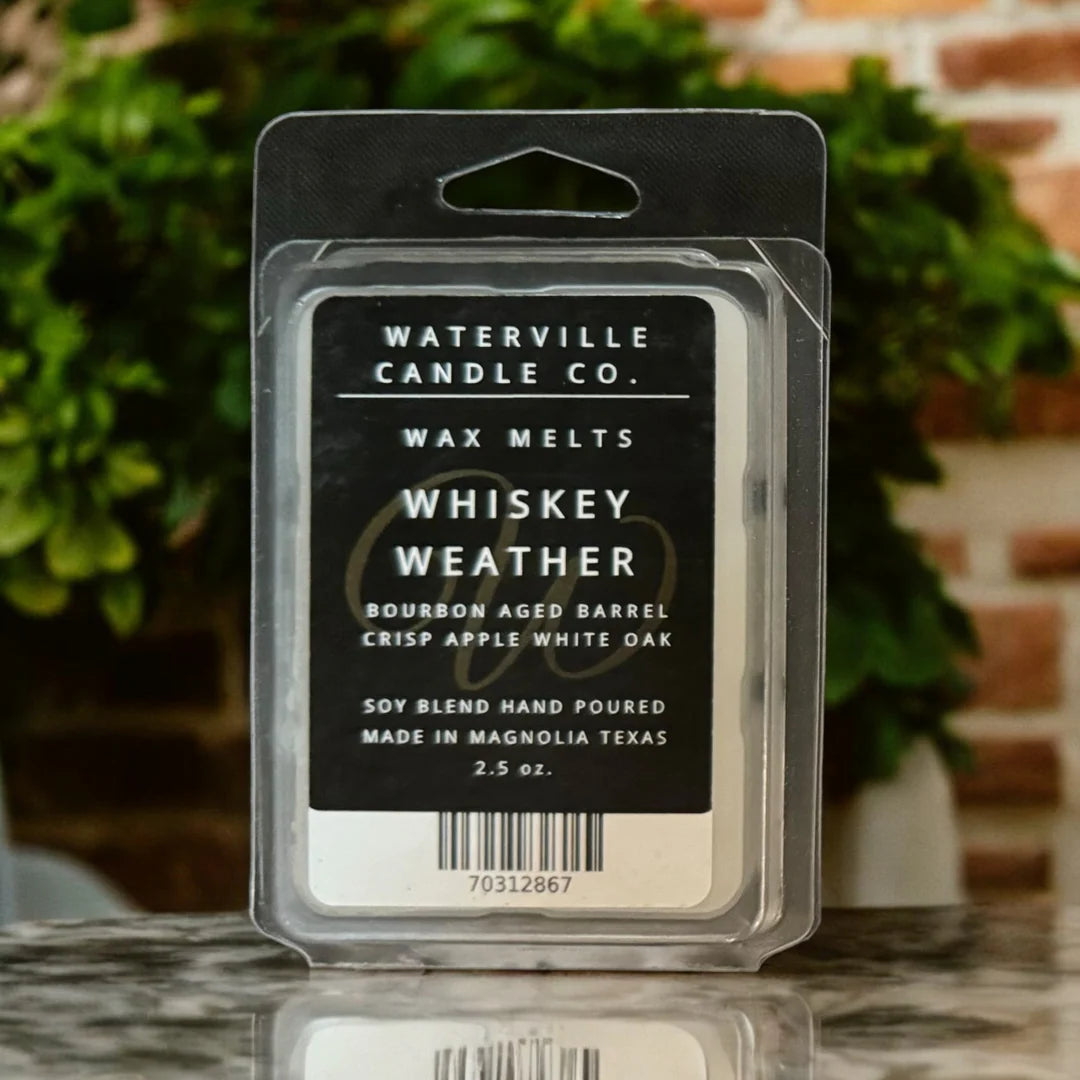 WATERVILLE
CANDLE CO.
WAX MELTS
WHISKEY
WEATHER
BOURBON AGED BARREL
CRISP APPLE WHITE OAK
SOY BLEND HAND POURED
MADE IN MAGNOLIA TEXAS
2.5 oz.
70312867